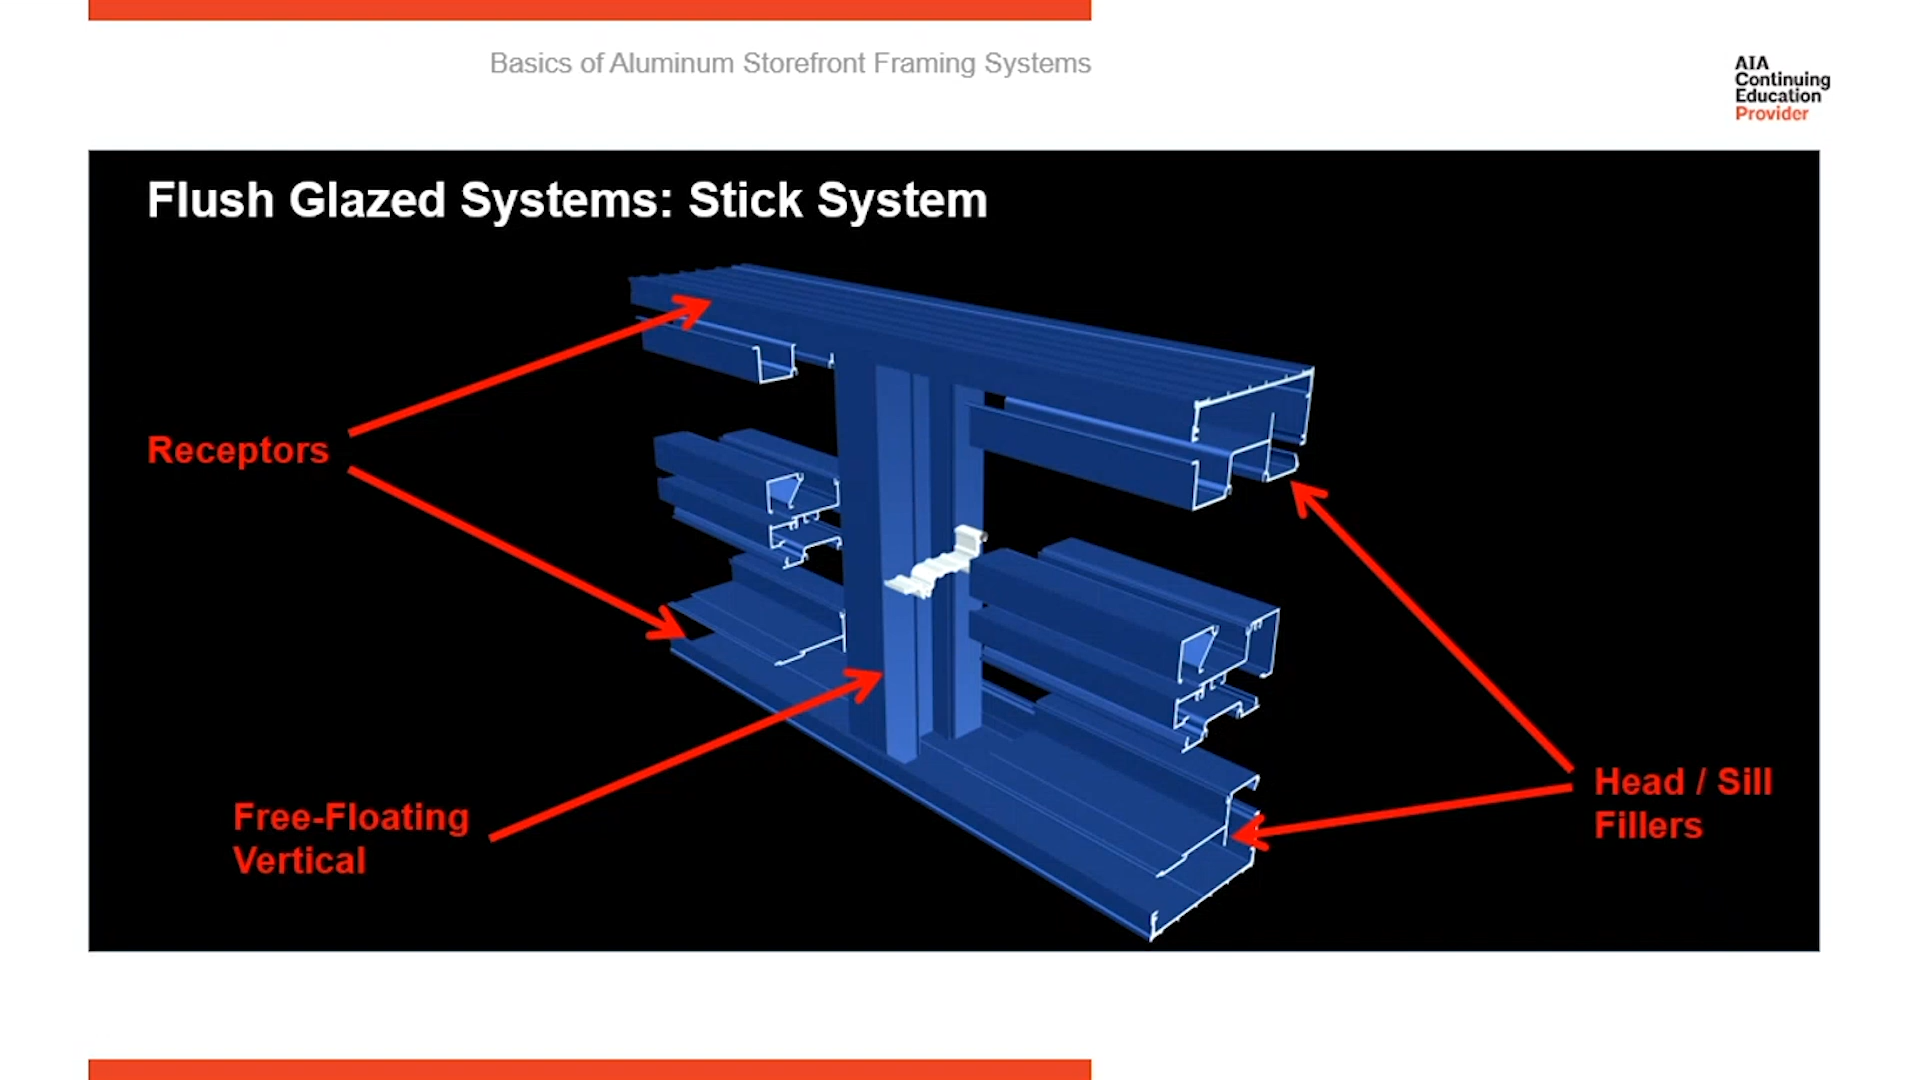 Basics of Aluminum Storefront Framing Systems
AIA
Continuing
Education
Provider
Flush Glazed Systems: Stick System
Receptors
Free-Floating
Vertical
Head / Sill
Fillers